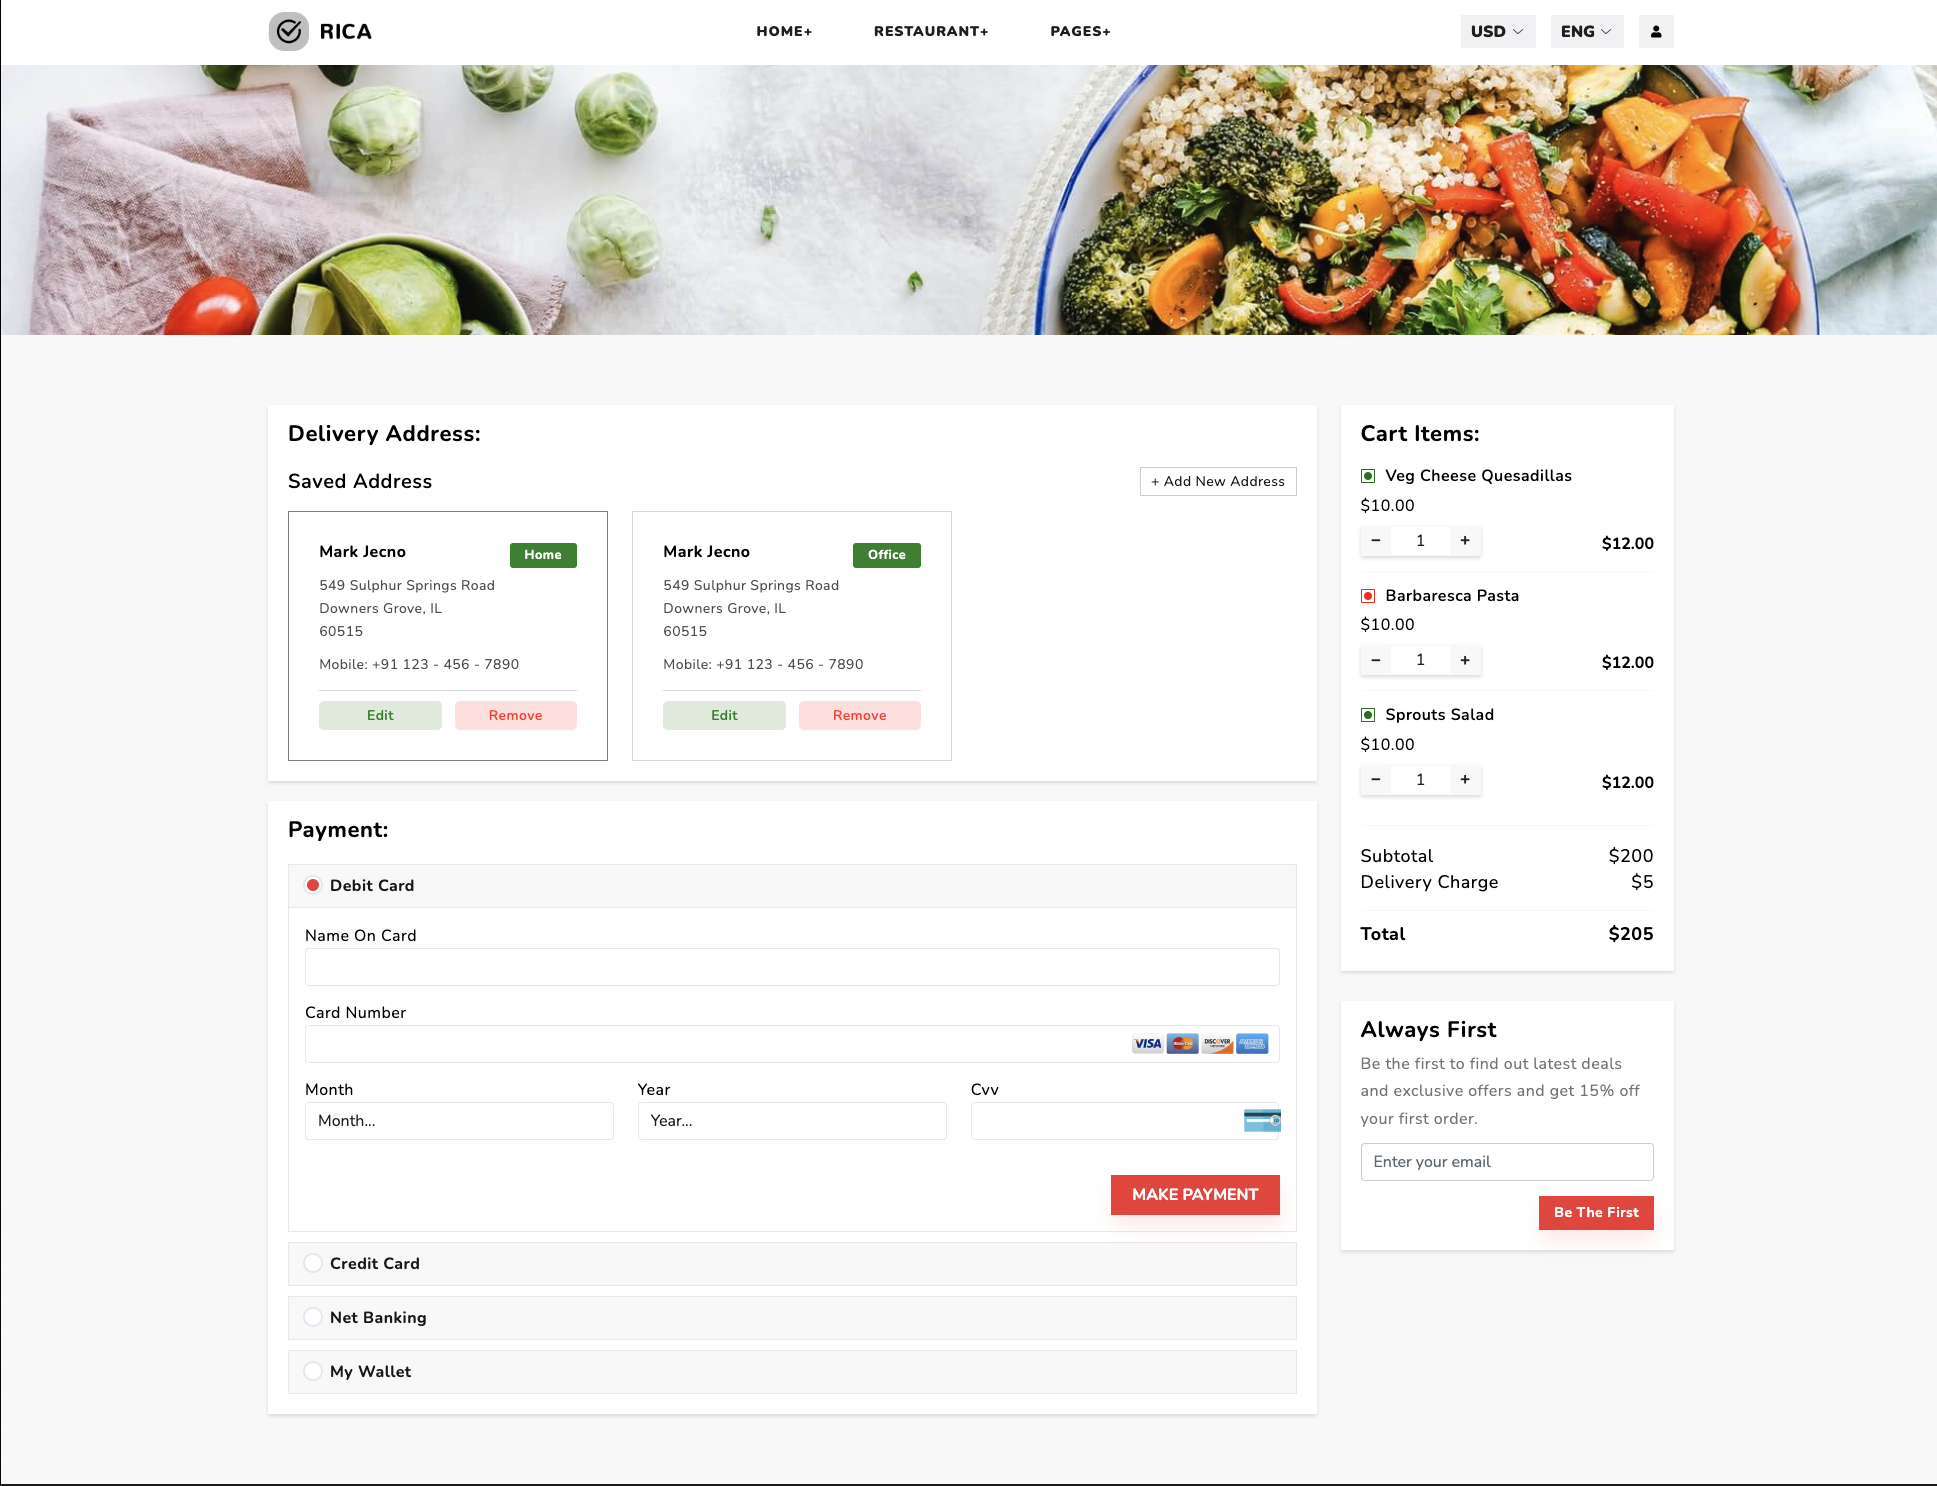 RICA
HOME+
RESTAURANT+
PAGES+
USD
ENG
Delivery Address:
Saved Address
+ Add New Address
Mark Jecno
Home
549 Sulphur Springs Road
Downers Grove, IL
60515
Mobile: +91 123 - 456 - 7890
Edit
Remove
Mark Jecno
Office
549 Sulphur Springs Road
Downers Grove, IL
60515
Mobile: +91 123 - 456 - 7890
Edit
Remove
Payment:
Debit Card
Name On Card
Card Number
VISA
DISCOVER
Month
Year
Cvv
Month...
Year...
MAKE PAYMENT
Credit Card
Net Banking
My Wallet
Cart Items:
Veg Cheese Quesadillas
$10.00
− 1 +
$12.00
Barbaresca Pasta
$10.00
− 1 +
$12.00
Sprouts Salad
$10.00
− 1 +
$12.00
Subtotal $200
Delivery Charge $5
Total $205
Always First
Be the first to find out latest deals
and exclusive offers and get 15% off
your first order.
Enter your email
Be The First